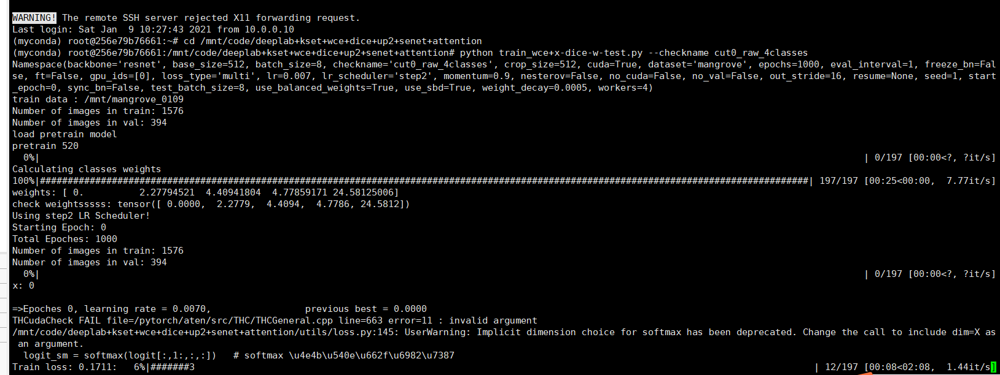 WARNING! The remote SSH server rejected X11 forwarding request.
Last login: Sat Jan  9 10:27:43 2021 from 10.0.0.10
(myconda) root@256e79b76661:~# cd /mnt/code/deeplab+kset+wce+dice+up2+senet+attention
(myconda) root@256e79b76661:/mnt/code/deeplab+kset+wce+dice+up2+senet+attention# python train_wce+x-dice-w-test.py --checkname cut0_raw_4classes
Namespace(backbone='resnet', base_size=512, batch_size=8, checkname='cut0_raw_4classes', crop_size=512, cuda=True, dataset='mangrove', epochs=1000, eval_interval=1, freeze_bn=Fal
se, ft=False, gpu_ids=[0], loss_type='multi', lr=0.007, lr_scheduler='step2', momentum=0.9, nesterov=False, no_cuda=False, no_val=False, out_stride=16, resume=None, seed=1, start
_epoch=0, sync_bn=False, test_batch_size=8, use_balanced_weights=True, use_sbd=True, weight_decay=0.0005, workers=4)
train data : /mnt/mangrove_0109
Number of images in train: 1576
Number of images in val: 394
load pretrain model
pretrain 520
  0%|                                                                                | 0/197 [00:00<?, ?it/s]
Calculating classes weights
100%|###########################################################################################################################################| 197/197 [00:25<00:00,  7.77it/s]
weights: [ 0.          2.27794521  4.40941804  4.77859171 24.58125006]
check weightsssss: tensor([ 0.0000,  2.2779,  4.4094,  4.7786, 24.5812])
Using step2 LR Scheduler!
Starting Epoch: 0
Total Epoches: 1000
Number of images in train: 1576
Number of images in val: 394
  0%|                                                                                | 0/197 [00:00<?, ?it/s]
x: 0
=>Epoches 0, learning rate = 0.0070,                 previous best = 0.0000
THCudaCheck FAIL file=/pytorch/aten/src/THC/THCGeneral.cpp line=663 error=11 : invalid argument
/mnt/code/deeplab+kset+wce+dice+up2+senet+attention/utils/loss.py:145: UserWarning: Implicit dimension choice for softmax has been deprecated. Change the call to include dim=X as
 an argument.
  logit_sm = softmax(logit[:,1:,:,:])   # softmax \u4e4b\u540e\u662f\u6982\u7387
Train loss: 0.1711:   6%|#######3                                                                                | 12/197 [00:08<02:08,  1.44it/s]